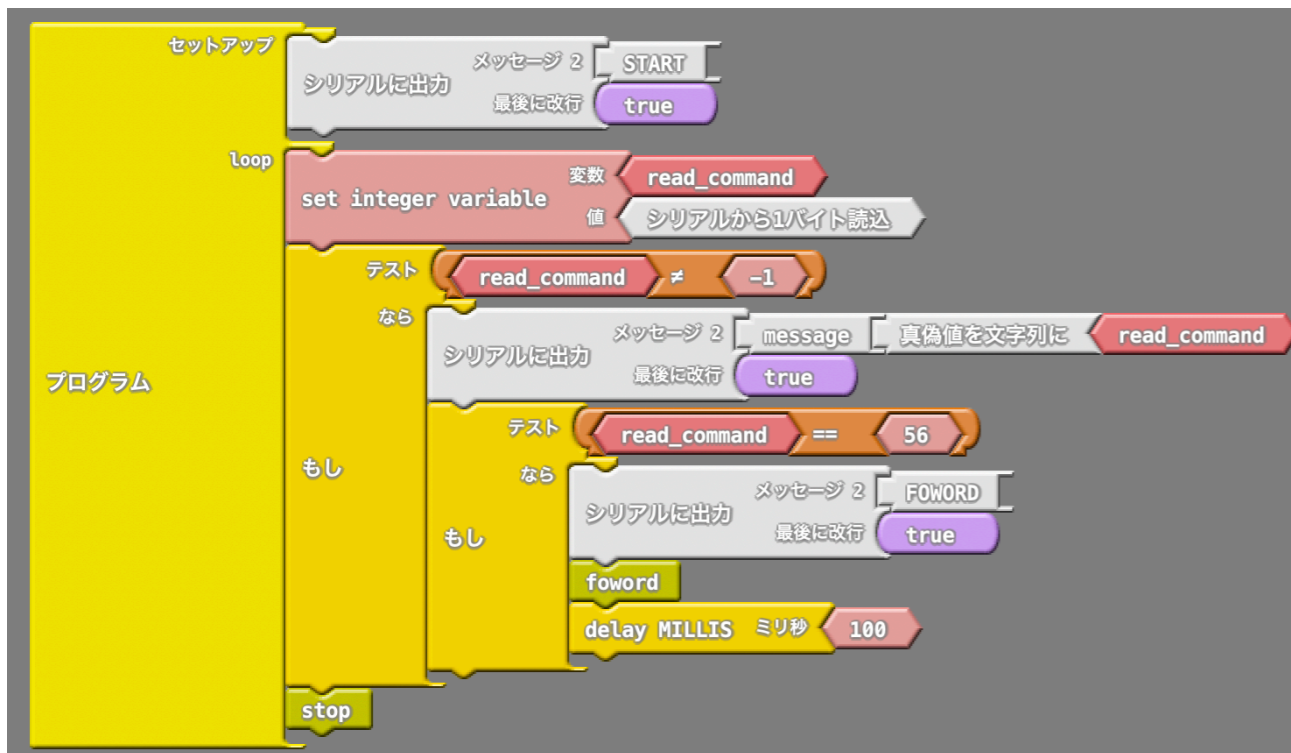 セットアップ
シリアルに出力
メッセージ 2
START
最後に改行
true
loop
set integer variable
変数
read_command
値
シリアルから1バイト読込
プログラム
もし
テスト
read_command ≠ -1
なら
シリアルに出力
メッセージ 2
message
真偽値を文字列に
read_command
最後に改行
true
もし
テスト
read_command == 56
なら
シリアルに出力
メッセージ 2
FOWORD
最後に改行
true
foword
delay MILLIS ミリ秒 100
stop